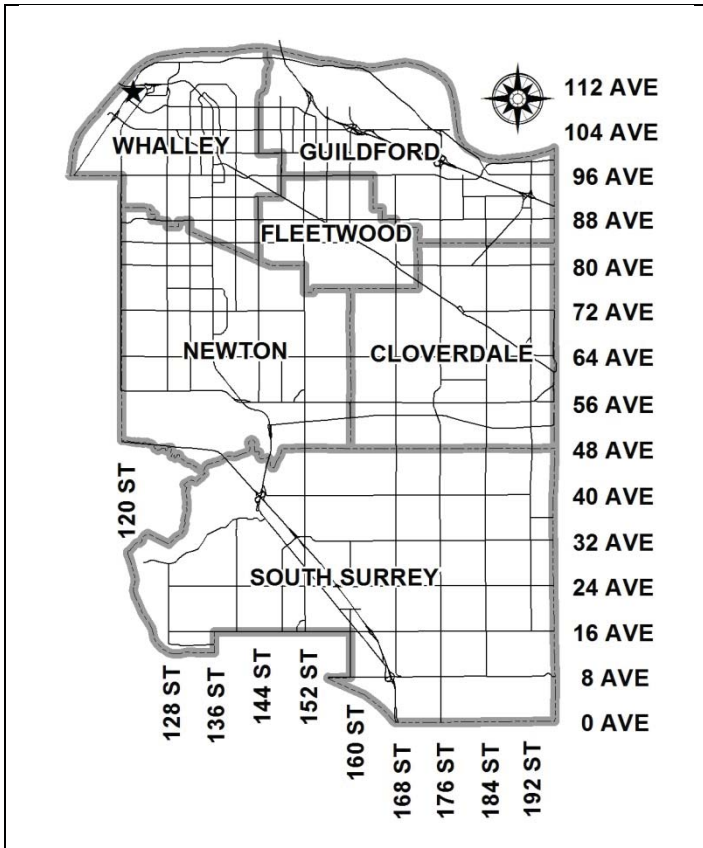 112 AVE
104 AVE
WHALLEY
GUILDFORD
96 AVE
88 AVE
FLEETWOOD
80 AVE
72 AVE
NEWTON
CLOVERDALE
64 AVE
56 AVE
48 AVE
120 ST
40 AVE
32 AVE
SOUTH SURREY
24 AVE
16 AVE
128 ST
136 ST
144 ST
152 ST
160 ST
8 AVE
0 AVE
168 ST
176 ST
184 ST
192 ST